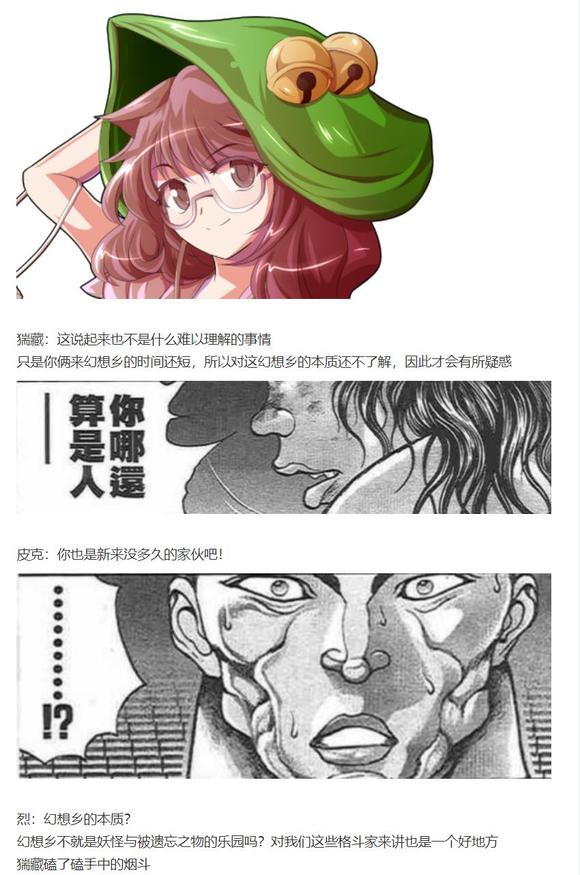 猯藏：这说起来也不是什么难以理解的事情
只是你俩来幻想乡的时间还短，所以对这幻想乡的本质还不了解，因此才会有所疑惑
你哪還
算是人
——
皮克：你也是新来没多久的家伙吧！
………⁉
烈：幻想乡的本质？
幻想乡不就是妖怪与被遗忘之物的乐园吗？对我们这些格斗家来讲也是一个好地方
猯藏磕了磕手中的烟斗